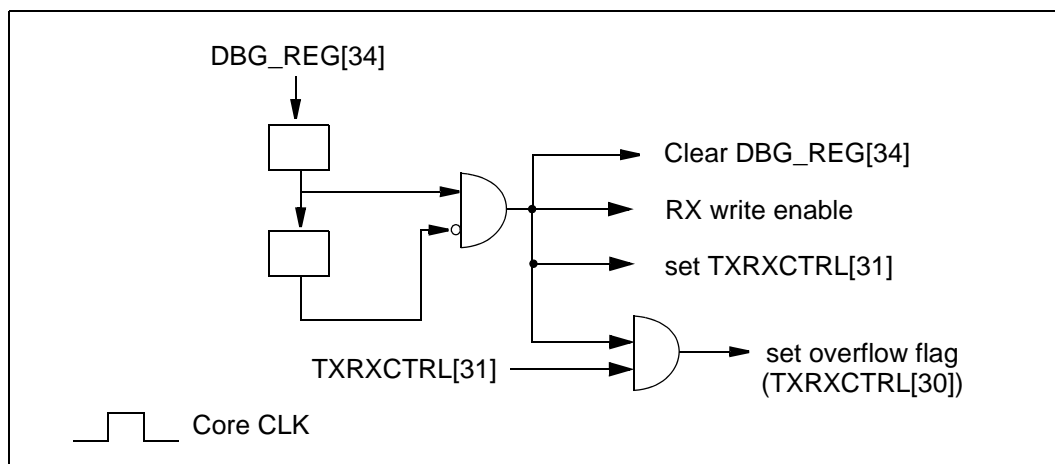 DBG_REG[34]
Clear DBG_REG[34]
RX write enable
set TXRXCTRL[31]
TXRXCTRL[31]
set overflow flag
(TXRXCTRL[30])
Core CLK